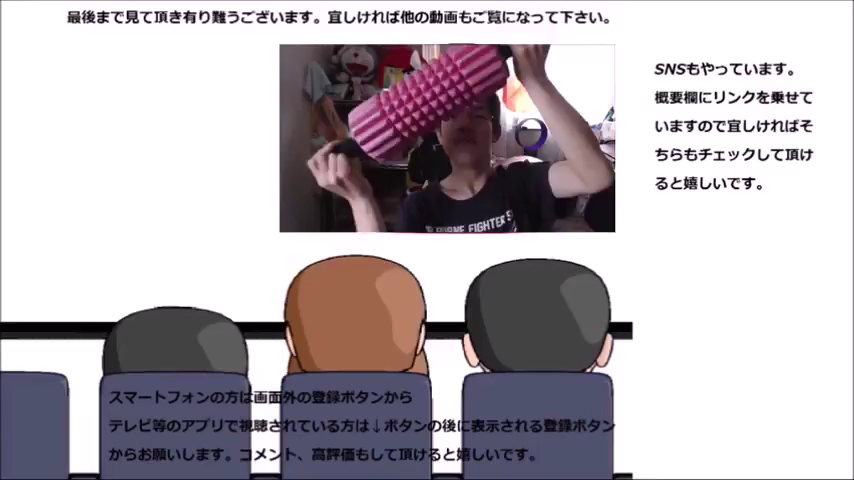 最後まで見て頂き有り難うございます。宜しければ他の動画もご覧になって下さい。
SNSもやっています。
概要欄にリンクを乗せて
いますので宜しければそ
ちらもチェックして頂け
ると嬉しいです。
FIGHTER
スマートフォンの方は画面外の登録ボタンから
テレビ等のアプリで視聴されている方は↓ボタンの後に表示される登録ボタン
からお願いします。コメント、高評価もして頂けると嬉しいです。